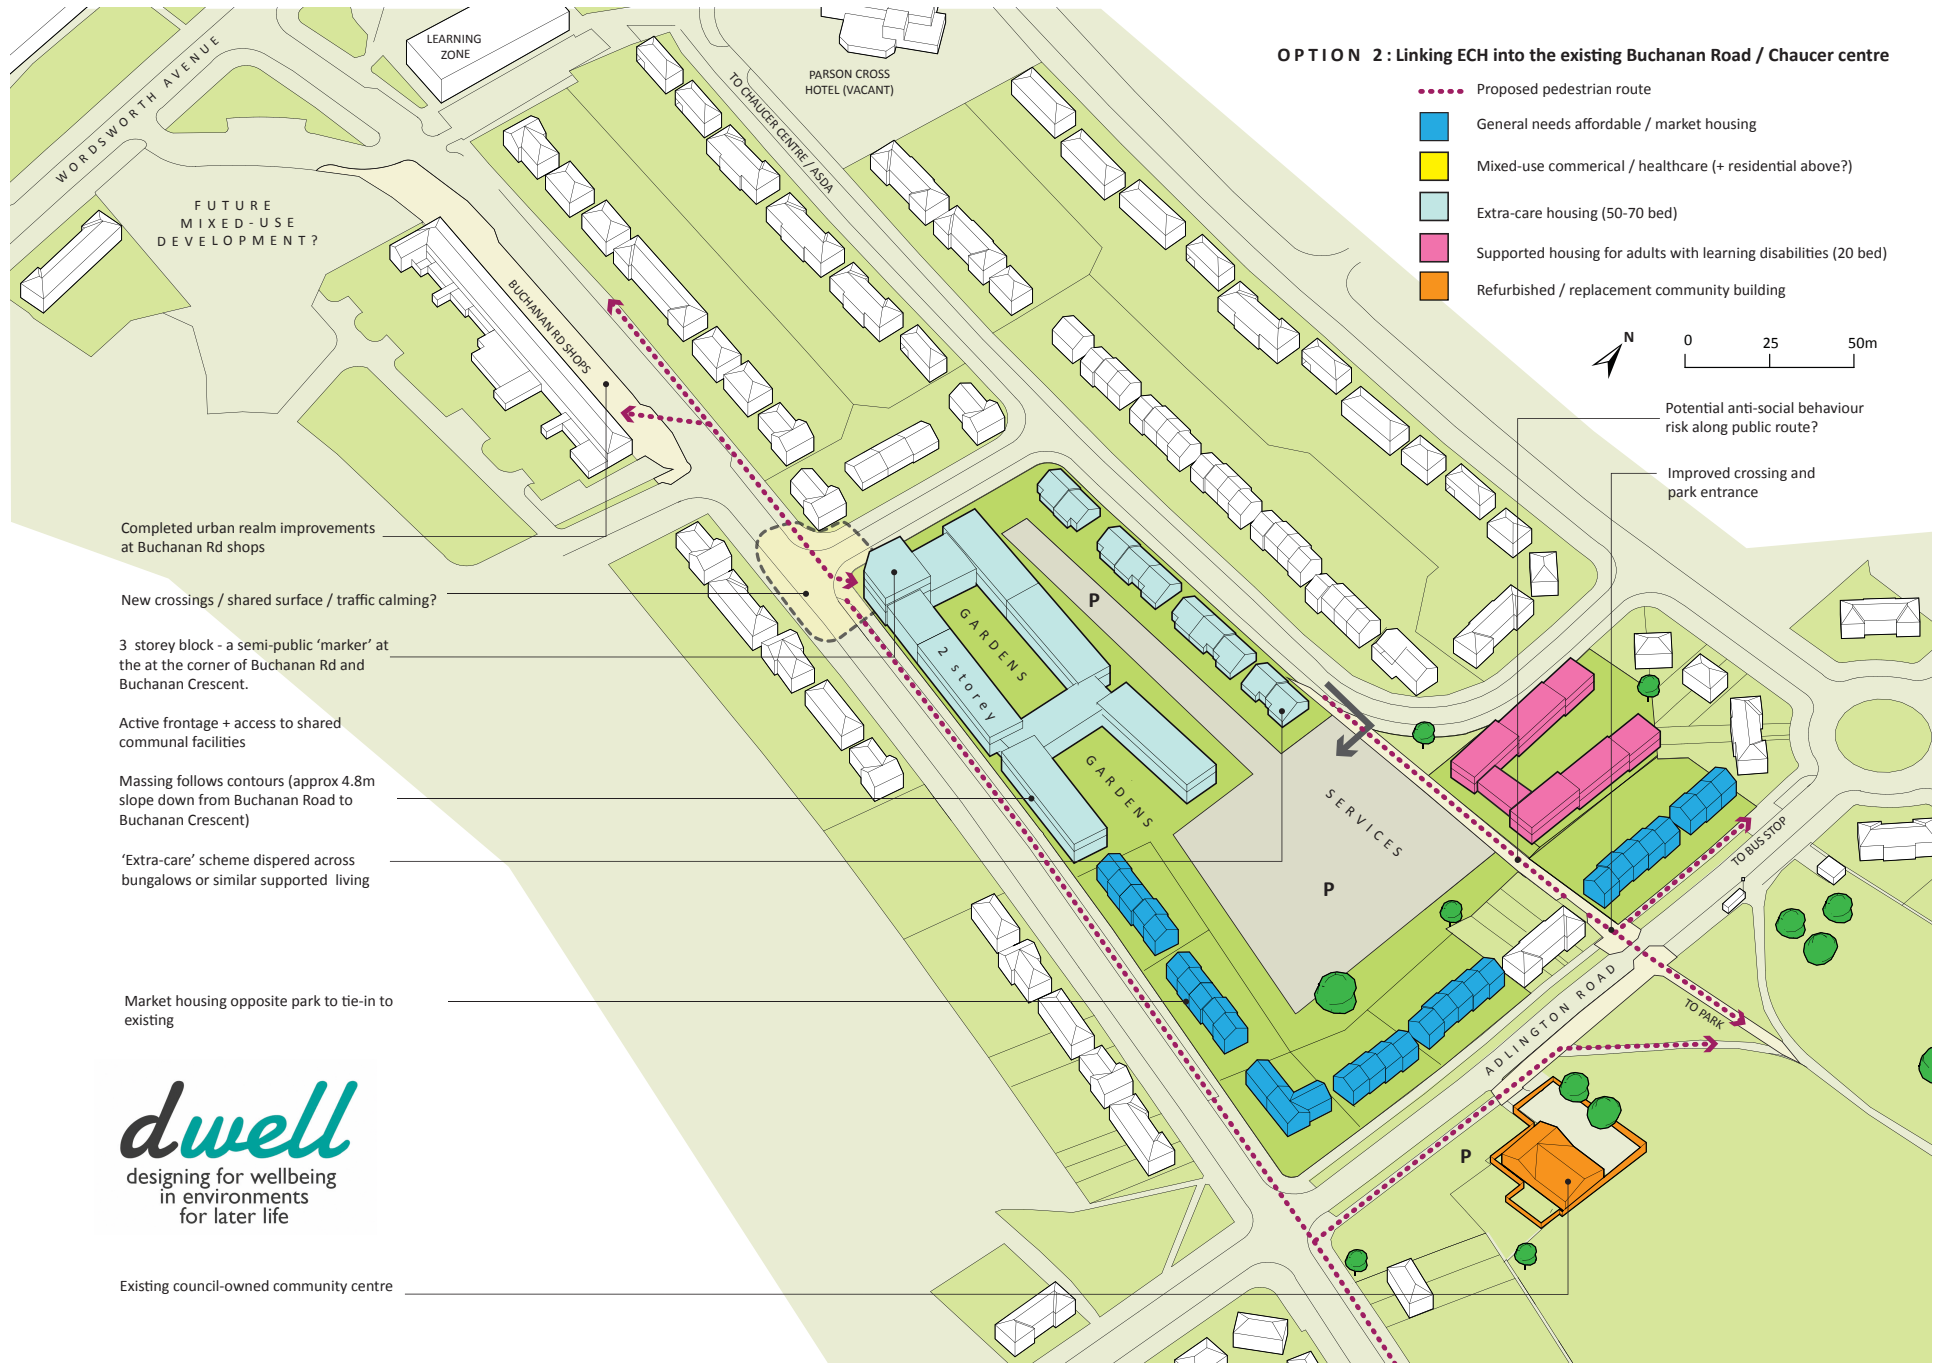 OPTION 2 : Linking ECH into the existing Buchanan Road / Chaucer centre
Proposed pedestrian route
General needs affordable / market housing
Mixed-use commerical / healthcare (+ residential above?)
Extra-care housing (50-70 bed)
Supported housing for adults with learning disabilities (20 bed)
Refurbished / replacement community building
N
0 25 50m
LEARNING
ZONE
PARSON CROSS
HOTEL (VACANT)
WORDSWORTH AVENUE
TO CHAUCER CENTRE / ASDA
FUTURE
MIXED-USE
DEVELOPMENT?
BUCHANAN RD SHOPS
Potential anti-social behaviour
risk along public route?
Improved crossing and
park entrance
Completed urban realm improvements
at Buchanan Rd shops
New crossings / shared surface / traffic calming?
3 storey block - a semi-public ‘marker’ at
the at the corner of Buchanan Rd and
Buchanan Crescent.
Active frontage + access to shared
communal facilities
Massing follows contours (approx 4.8m
slope down from Buchanan Road to
Buchanan Crescent)
‘Extra-care’ scheme dispered across
bungalows or similar supported living
Market housing opposite park to tie-in to
existing
P
GARDENS
2 storey
GARDENS
SERVICES
P
TO BUS STOP
ADLINGTON ROAD
TO PARK
P
dwell
designing for wellbeing
in environments
for later life
Existing council-owned community centre